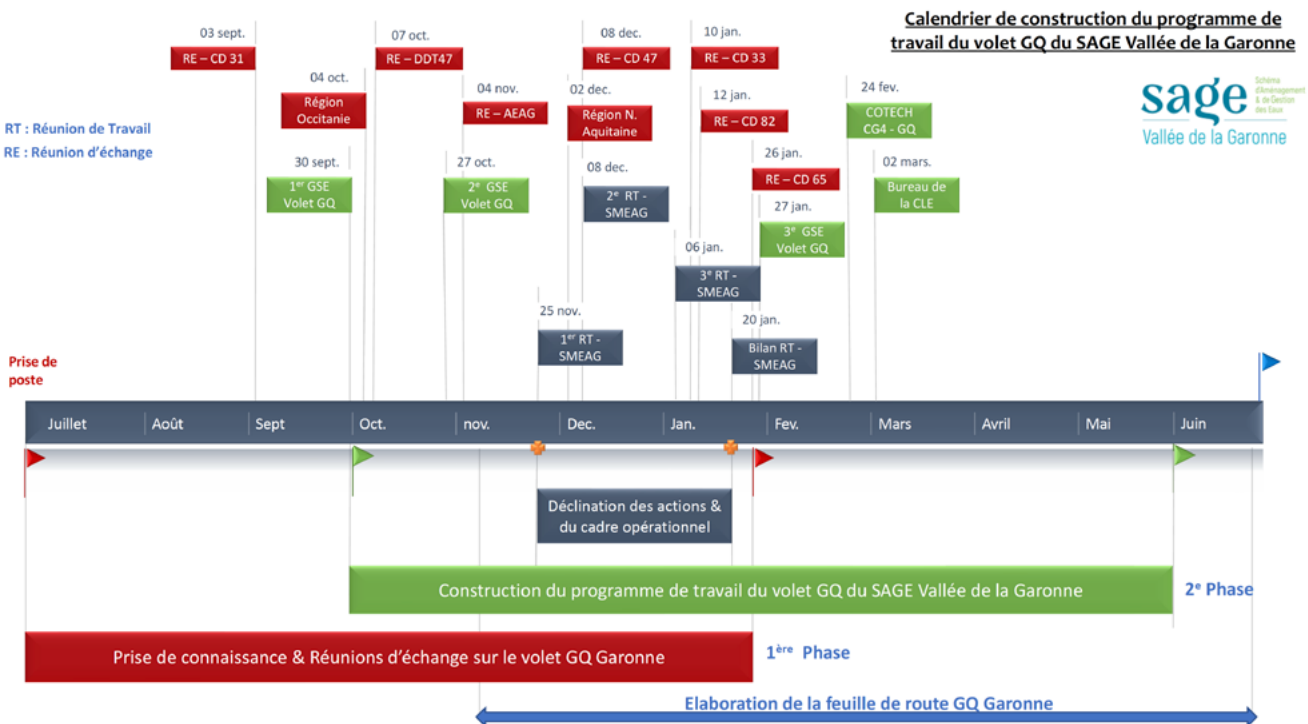 Calendrier de construction du programme de
travail du volet GQ du SAGE Vallée de la Garonne
sage
Schéma
d'Aménagement
& de Gestion
des Eaux
Vallée de la Garonne
RT : Réunion de Travail
RE : Réunion d'échange
03 sept.
RE – CD 31
07 oct.
RE – DDT47
08 dec.
RE – CD 47
10 jan.
RE – CD 33
04 oct.
Région
Occitanie
04 nov.
RE – AEAG
02 dec.
Région N.
Aquitaine
12 jan.
RE – CD 82
24 fev.
COTECH
CG4 - GQ
30 sept.
1er GSE
Volet GQ
27 oct.
2e GSE
Volet GQ
08 dec.
2e RT -
SMEAG
26 jan.
RE – CD 65
02 mars.
Bureau de
la CLE
27 jan.
3e GSE
Volet GQ
06 jan.
3e RT -
SMEAG
25 nov.
1er RT -
SMEAG
20 jan.
Bilan RT -
SMEAG
Prise de
poste
Juillet
Août
Sept
Oct.
nov.
Dec.
Jan.
Fev.
Mars
Avril
Mai
Juin
Déclination des actions &
du cadre opérationnel
Construction du programme de travail du volet GQ du SAGE Vallée de la Garonne
2e Phase
Prise de connaissance & Réunions d'échange sur le volet GQ Garonne
1ère Phase
Elaboration de la feuille de route GQ Garonne